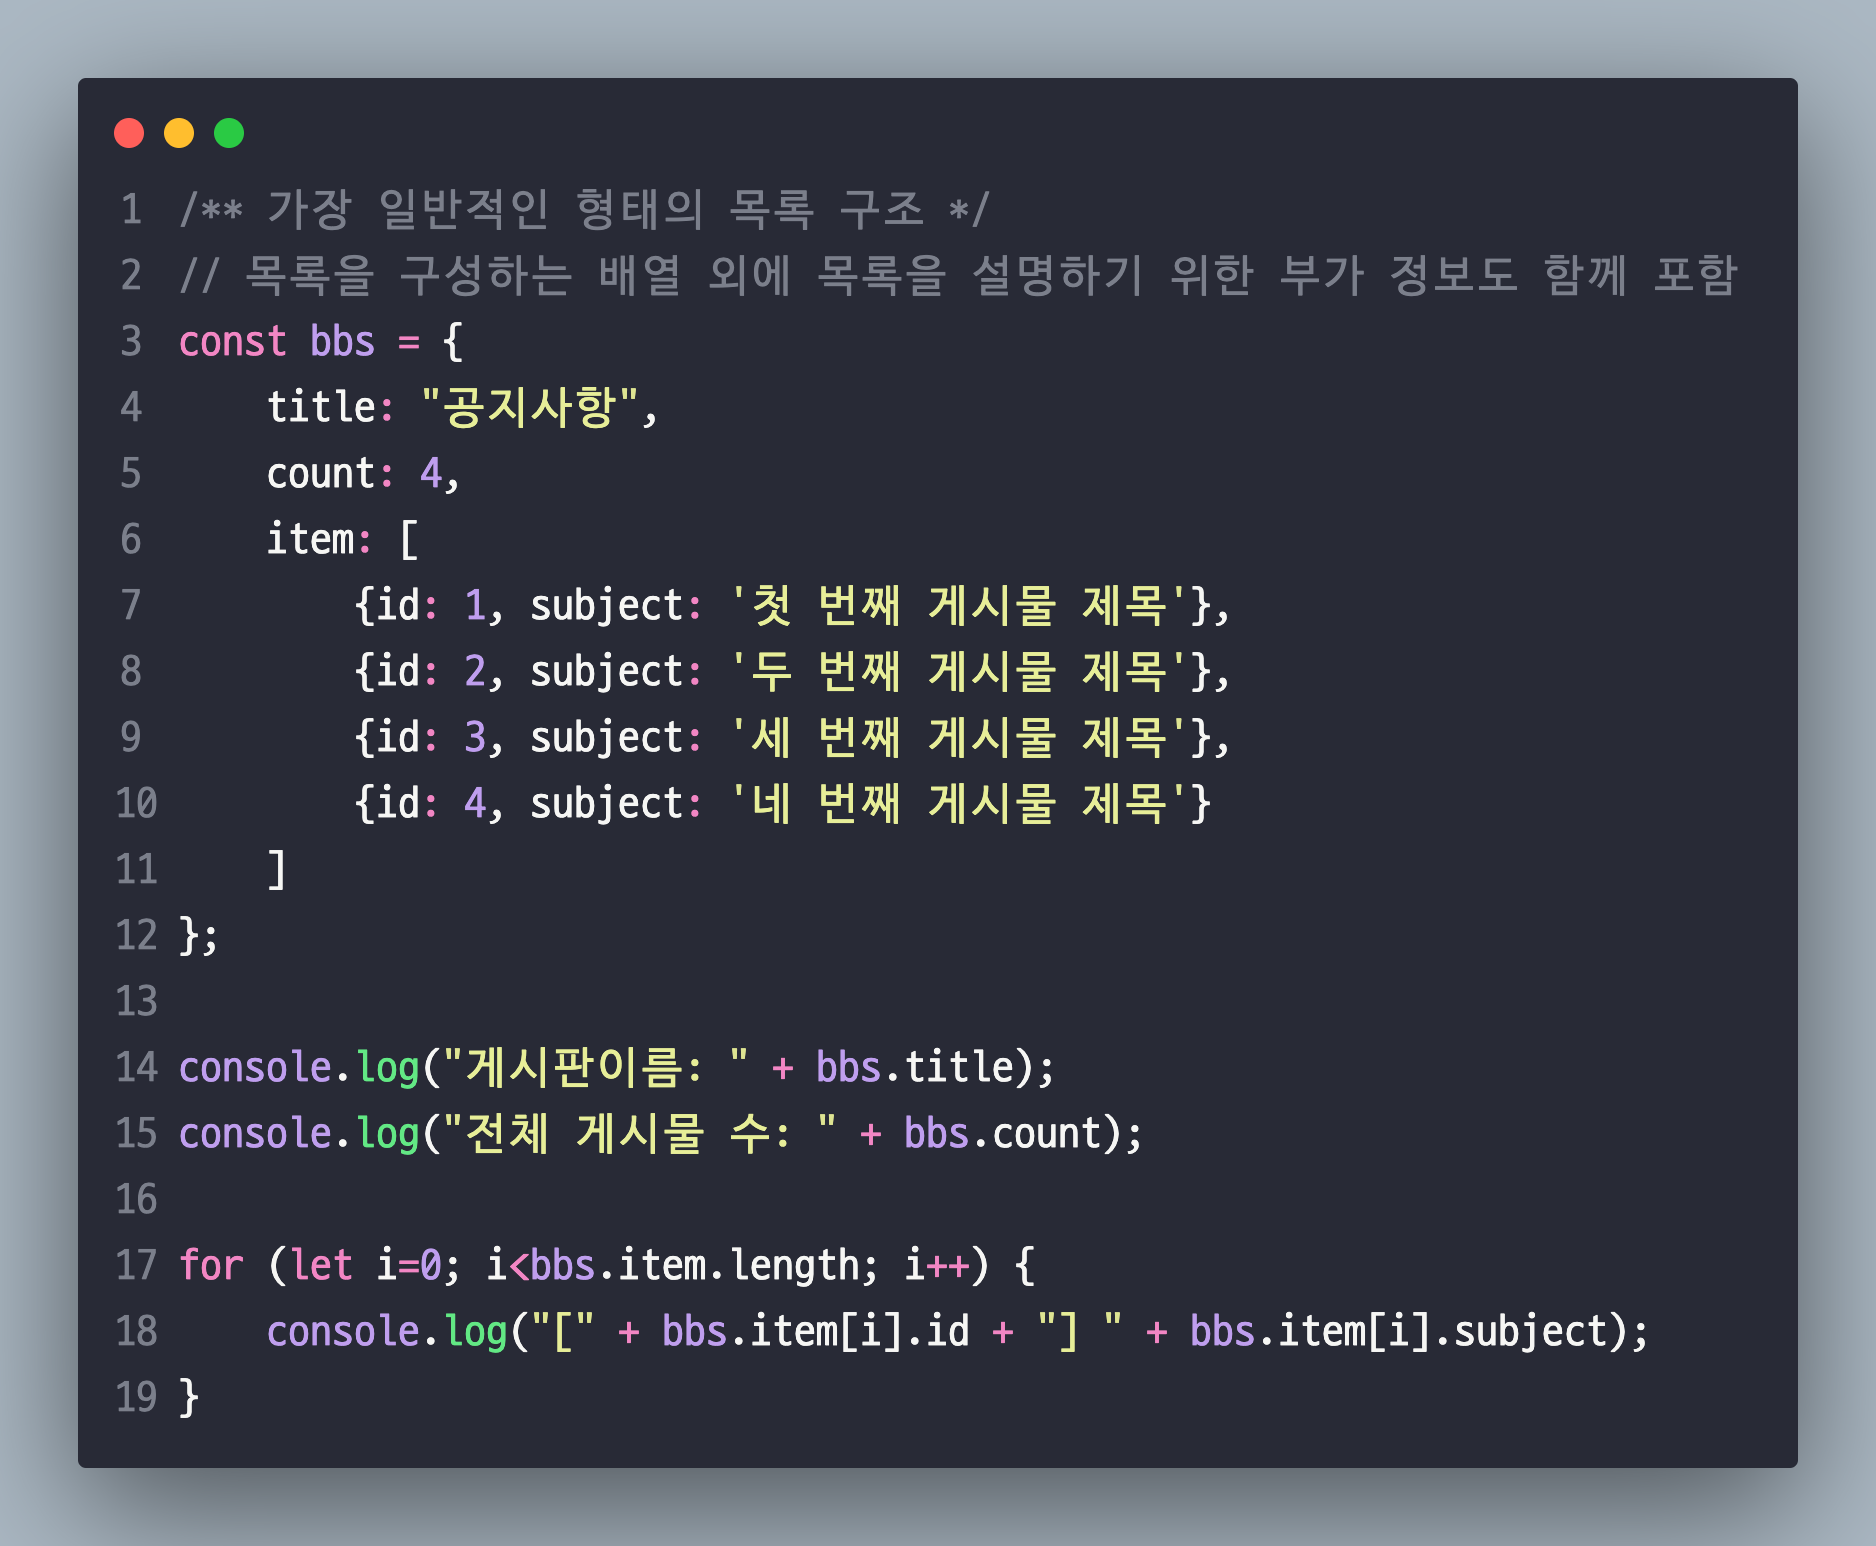 1 /** 가장 일반적인 형태의 목록 구조 */
2 // 목록을 구성하는 배열 외에 목록을 설명하기 위한 부가 정보도 함께 포함
3 const bbs = {
4     title: "공지사항",
5     count: 4,
6     item: [
7         {id: 1, subject: '첫 번째 게시물 제목'},
8         {id: 2, subject: '두 번째 게시물 제목'},
9         {id: 3, subject: '세 번째 게시물 제목'},
10         {id: 4, subject: '네 번째 게시물 제목'}
11     ]
12 };
13
14 console.log("게시판이름: " + bbs.title);
15 console.log("전체 게시물 수: " + bbs.count);
16
17 for (let i=0; i<bbs.item.length; i++) {
18     console.log("[" + bbs.item[i].id + "] " + bbs.item[i].subject);
19 }